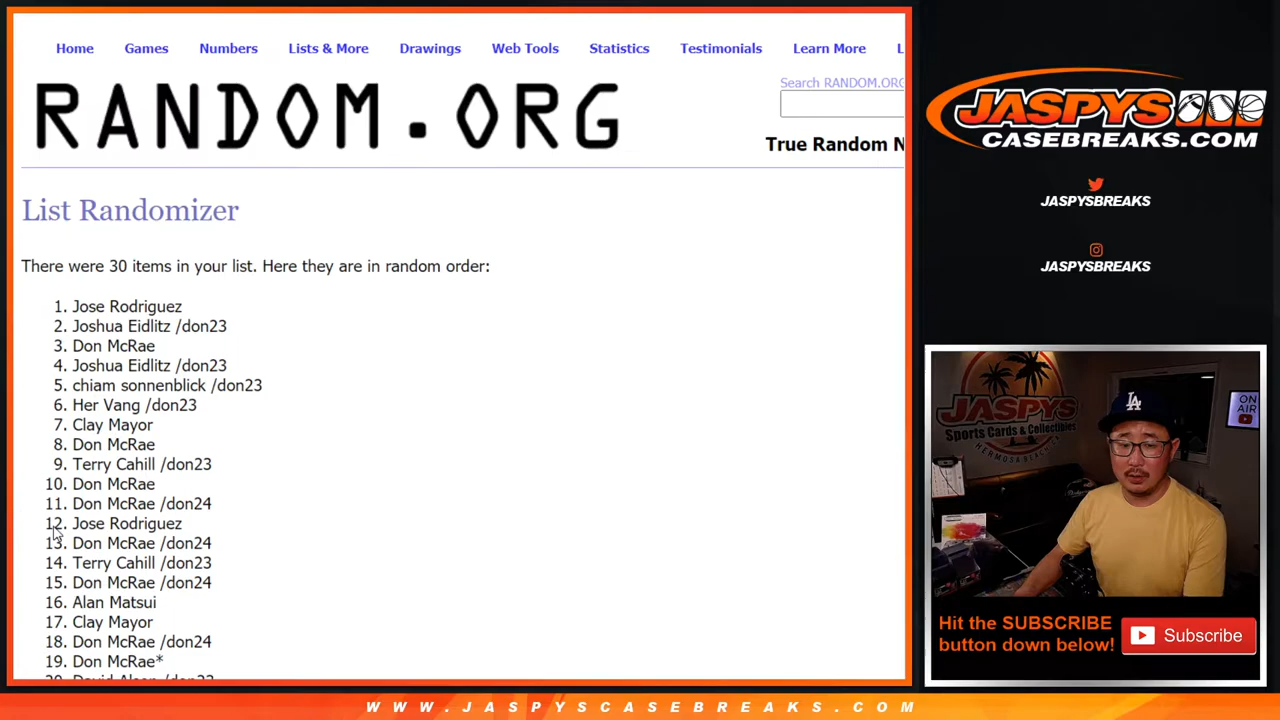 Home Games Numbers Lists & More Drawings Web Tools Statistics Testimonials Learn More L
Search RANDOM.ORG
RANDOM.ORG
True Random N
List Randomizer
There were 30 items in your list. Here they are in random order:
1. Jose Rodriguez
2. Joshua Eidlitz /don23
3. Don McRae
4. Joshua Eidlitz /don23
5. chiam sonnenblick /don23
6. Her Vang /don23
7. Clay Mayor
8. Don McRae
9. Terry Cahill /don23
10. Don McRae
11. Don McRae /don24
12. Jose Rodriguez
13. Don McRae /don24
14. Terry Cahill /don23
15. Don McRae /don24
16. Alan Matsui
17. Clay Mayor
18. Don McRae /don24
19. Don McRae*
JASPYS
CASEBREAKS.COM
JASPYSBREAKS
JASPYSBREAKS
JASPYS
Sports Cards & Collectibles
HERMOSA BEACH
LA
ON
AIR
Hit the SUBSCRIBE
button down below!
Subscribe
WWW.JASPYSCASEBREAKS.COM